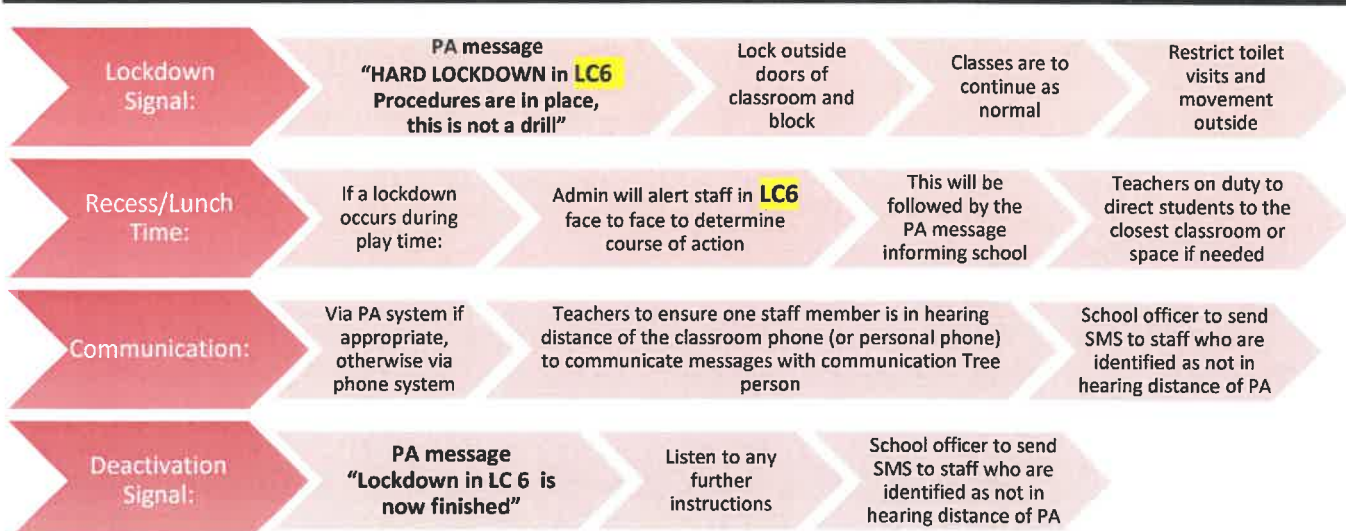 Lockdown
Signal:
PA message
“HARD LOCKDOWN in LC6
Procedures are in place,
this is not a drill”
Lock outside
doors of
classroom and
block
Classes are to
continue as
normal
Restrict toilet
visits and
movement
outside
Recess/Lunch
Time:
If a lockdown
occurs during
play time:
Admin will alert staff in LC6
face to face to determine
course of action
This will be
followed by the
PA message
informing school
Teachers on duty to
direct students to the
closest classroom or
space if needed
Communication:
Via PA system if
appropriate,
otherwise via
phone system
Teachers to ensure one staff member is in hearing
distance of the classroom phone (or personal phone)
to communicate messages with communication Tree
person
School officer to send
SMS to staff who are
identified as not in
hearing distance of PA
Deactivation
Signal:
PA message
“Lockdown in LC 6 is
now finished”
Listen to any
further
instructions
School officer to send
SMS to staff who are
identified as not in
hearing distance of PA